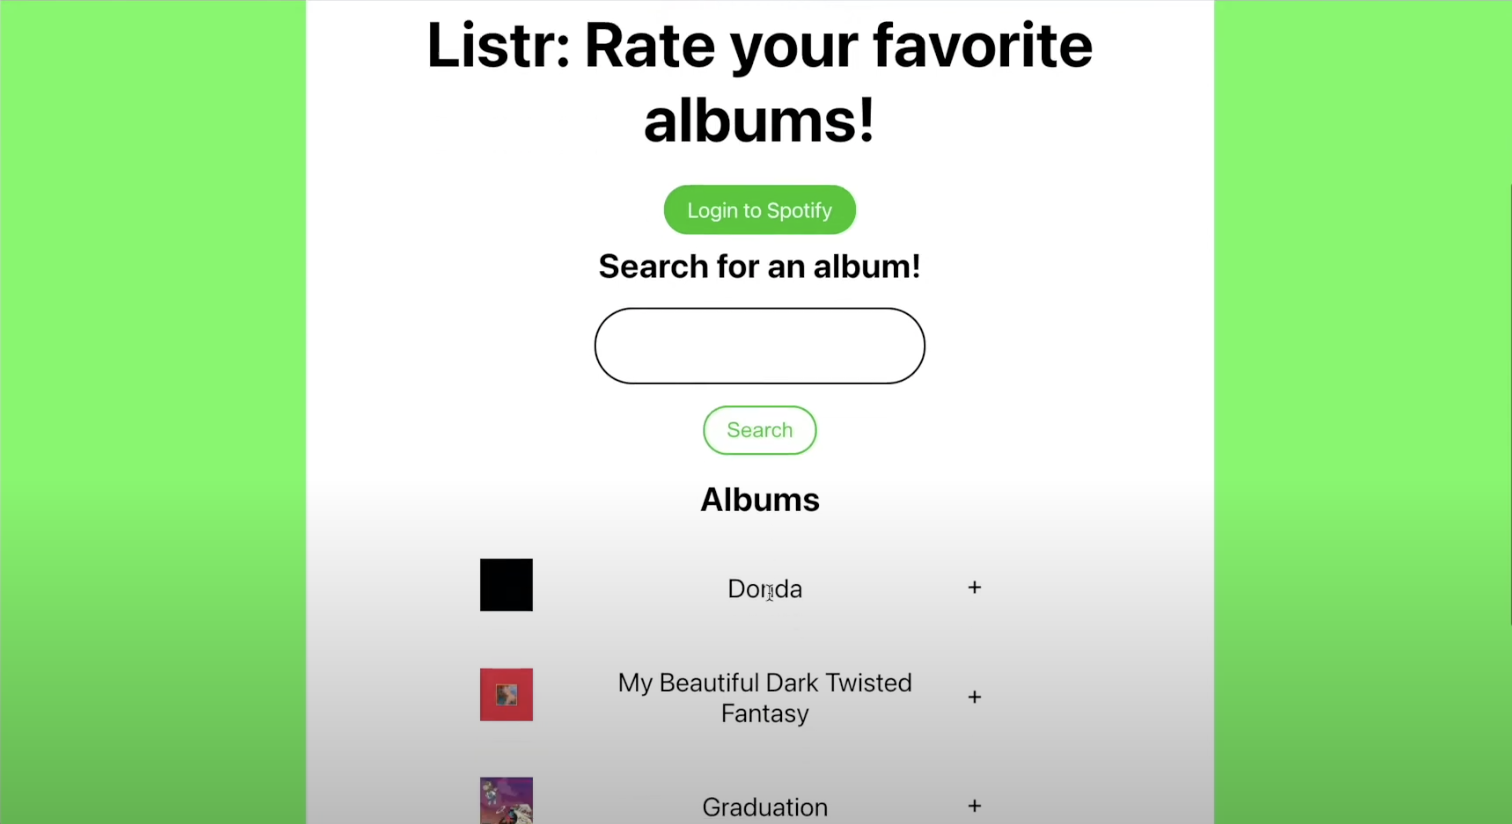 Listr: Rate your favorite
albums!
Login to Spotify
Search for an album!
Search
Albums
Donda
+
My Beautiful Dark Twisted
Fantasy
+
Graduation
+